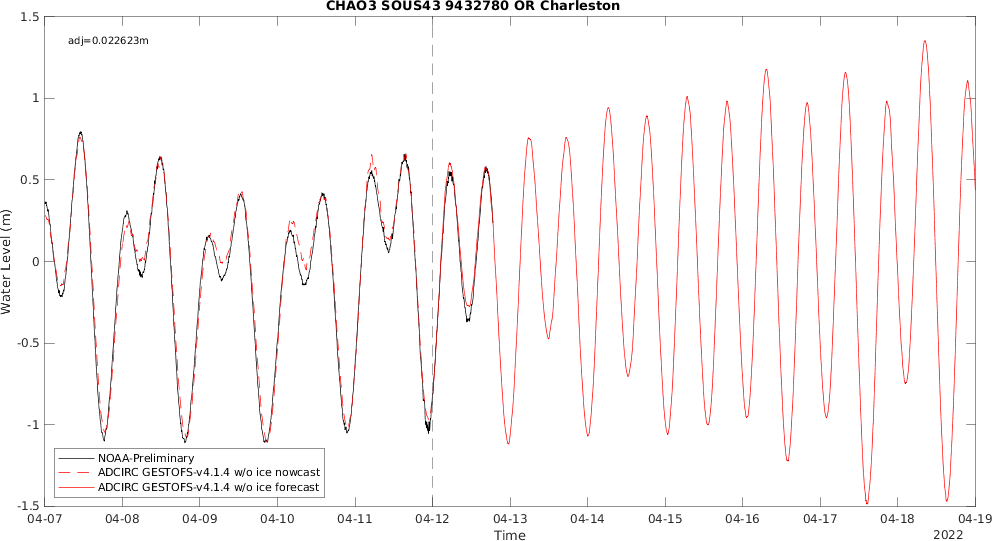 CHAO3 SOUS43 9432780 OR Charleston
adj=0.022623m
1.5
1
0.5
0
-0.5
-1
-1.5
Water Level (m)
NOAA-Preliminary
ADCIRC GESTOFS-v4.1.4 w/o ice nowcast
ADCIRC GESTOFS-v4.1.4 w/o ice forecast
04-07 04-08 04-09 04-10 04-11 04-12 04-13 04-14 04-15 04-16 04-17 04-18 04-19
Time
2022